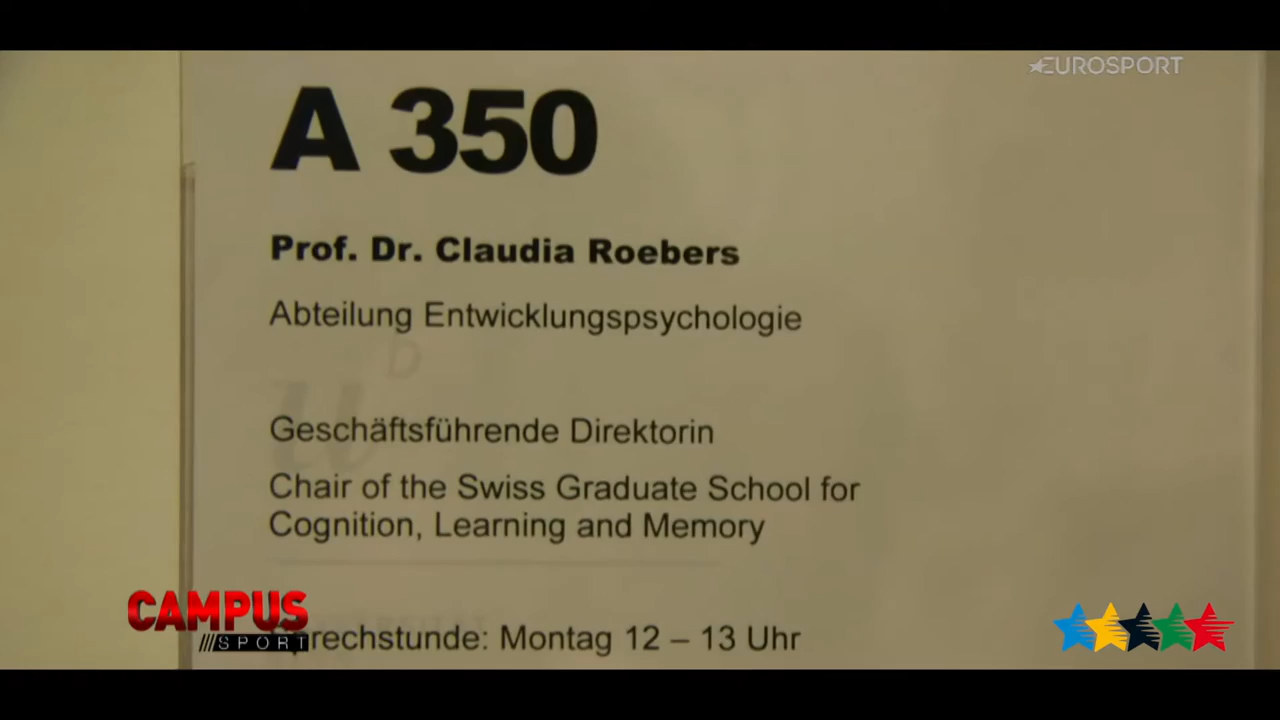 EUROSPORT
A 350
Prof. Dr. Claudia Roebers
Abteilung Entwicklungspsychologie
u b
Geschäftsführende Direktorin
Chair of the Swiss Graduate School for
Cognition, Learning and Memory
CAMPUS
SPORT
prechstunde: Montag 12 – 13 Uhr